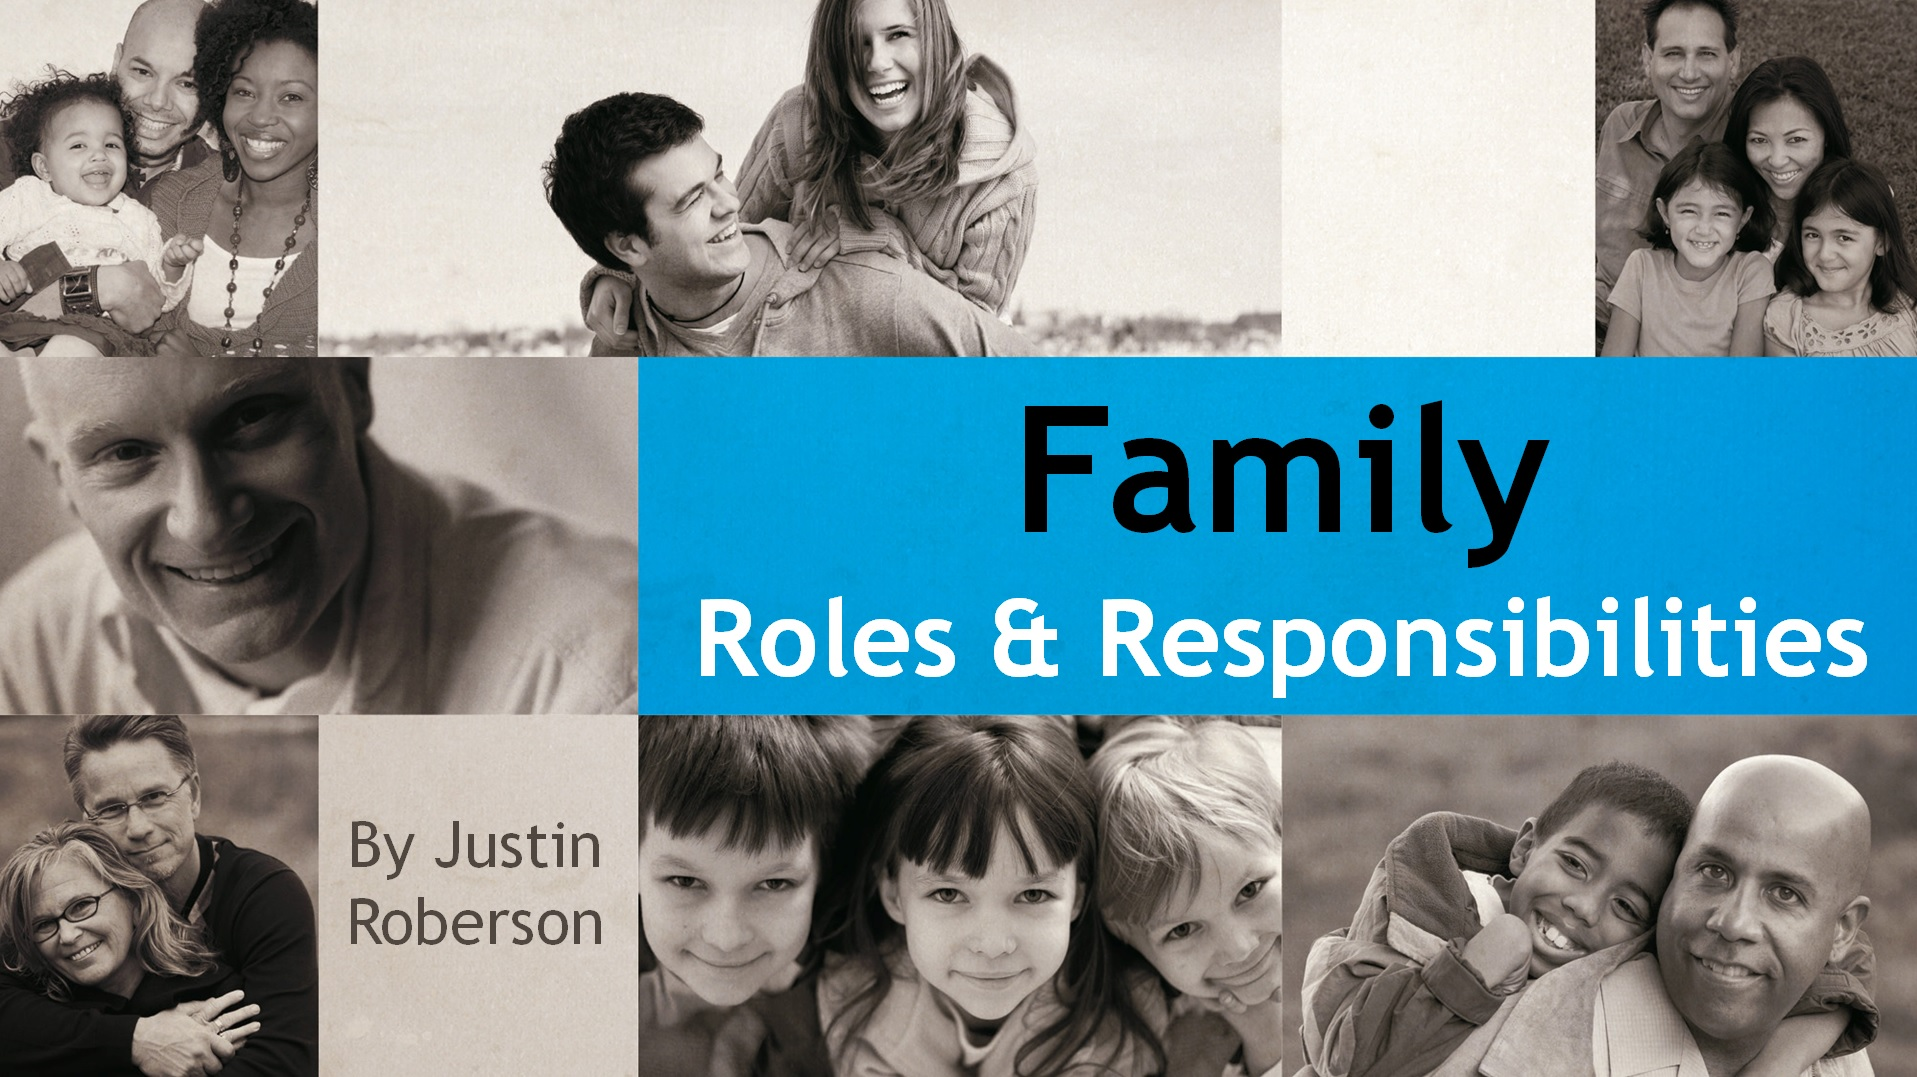 Family
Roles & Responsibilities
By Justin
Roberson